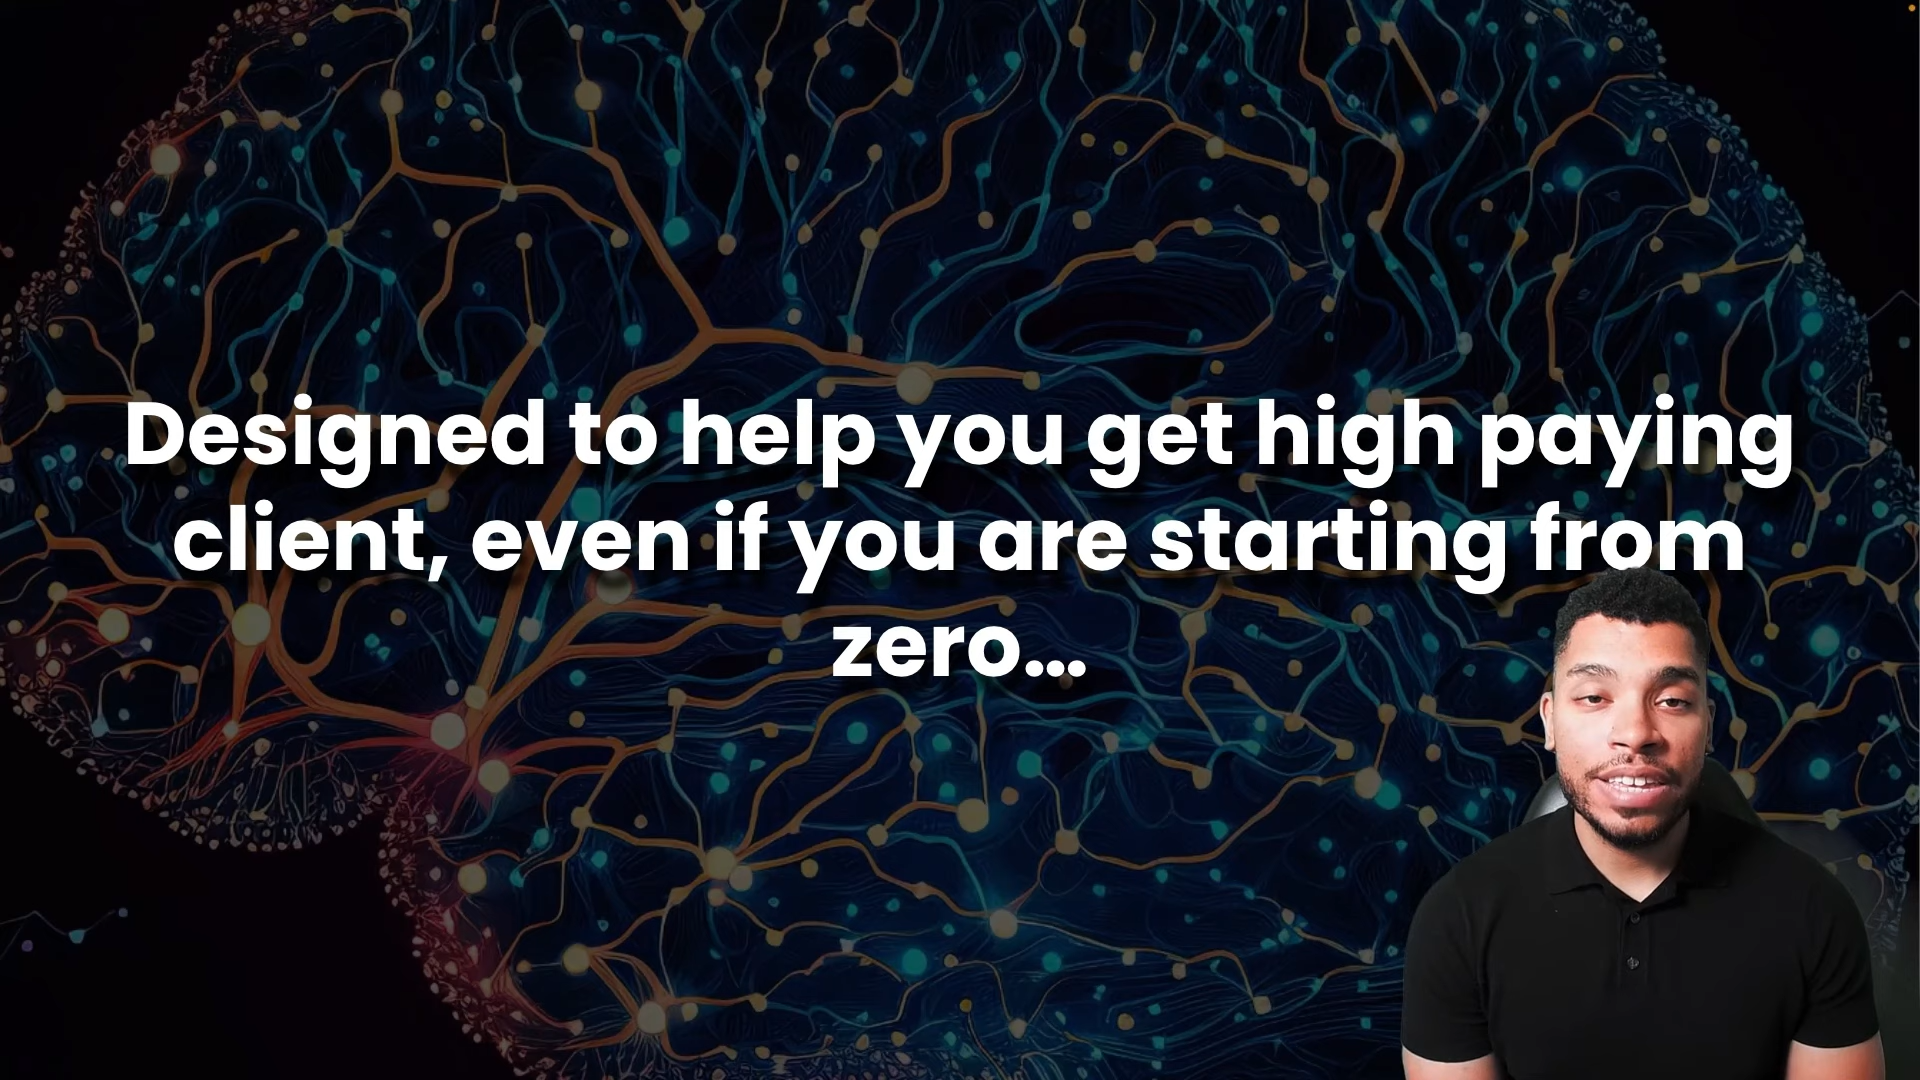 Designed to help you get high paying
client, even if you are starting from
zero...